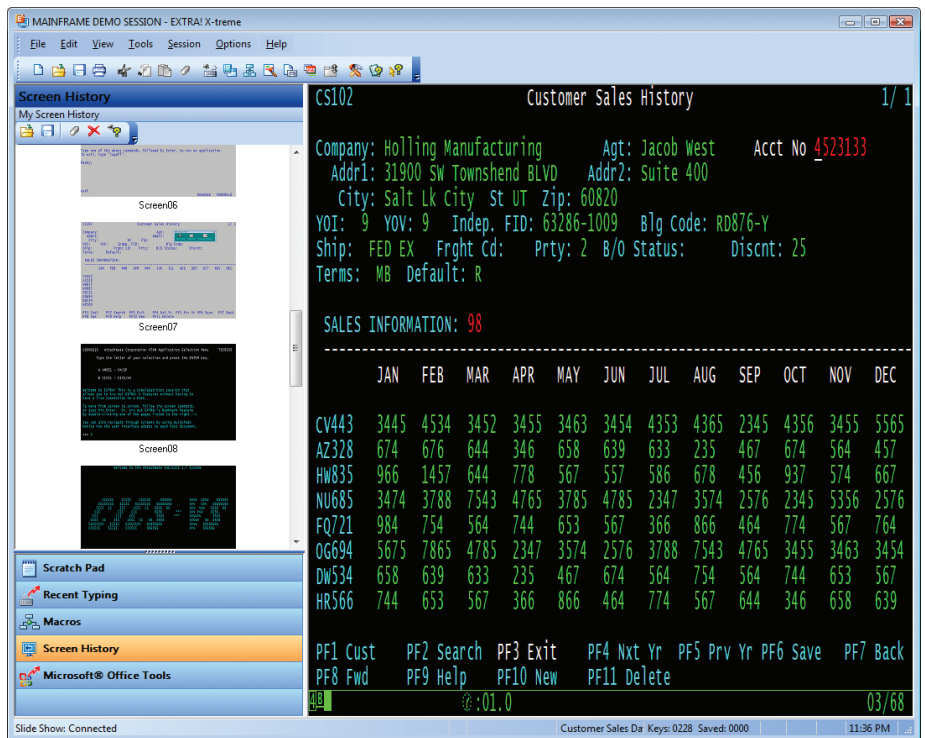 MAINFRAME DEMO SESSION - EXTRA! X-treme
File Edit View Tools Session Options Help
Screen History
My Screen History
Screen06
Screen07
Screen08
Scratch Pad
Recent Typing
Macros
Screen History
Microsoft® Office Tools
CS102 Customer Sales History 1/ 1
Company: Holling Manufacturing Agt: Jacob West Acct No 4523133
Addr1: 31900 SW Townshend BLVD Addr2: Suite 400
City: Salt Lk City St UT Zip: 60820
YOI: 9 YOV: 9 Indep. FID: 63286-1009 Blg Code: RD876-Y
Ship: FED EX Frght Cd: Prty: 2 B/O Status: Discnt: 25
Terms: MB Default: R
SALES INFORMATION: 98
JAN FEB MAR APR MAY JUN JUL AUG SEP OCT NOV DEC
CV443 3445 4534 3452 3455 3463 3454 4353 4365 2345 4356 3455 5565
AZ328 674 676 644 346 658 639 633 235 467 674 564 457
HW835 966 1457 644 778 567 557 586 678 456 937 574 667
NU685 3474 3788 7543 4765 3785 4785 2347 3574 2576 2345 5356 2576
FQ721 984 754 564 744 653 567 366 866 464 774 567 764
OG694 5675 7865 4785 2347 3574 2576 3788 7543 4765 3455 3463 3454
DW534 658 639 633 235 467 674 564 754 564 744 653 567
HR566 744 653 567 366 866 464 774 567 644 346 658 639
PF1 Cust PF2 Search PF3 Exit PF4 Nxt Yr PF5 Prv Yr PF6 Save PF7 Back
PF8 Fwd PF9 Help PF10 New PF11 Delete
4B :01.0 03/68
Slide Show: Connected Customer Sales Da Keys: 0228 Saved: 0000 11:36 PM